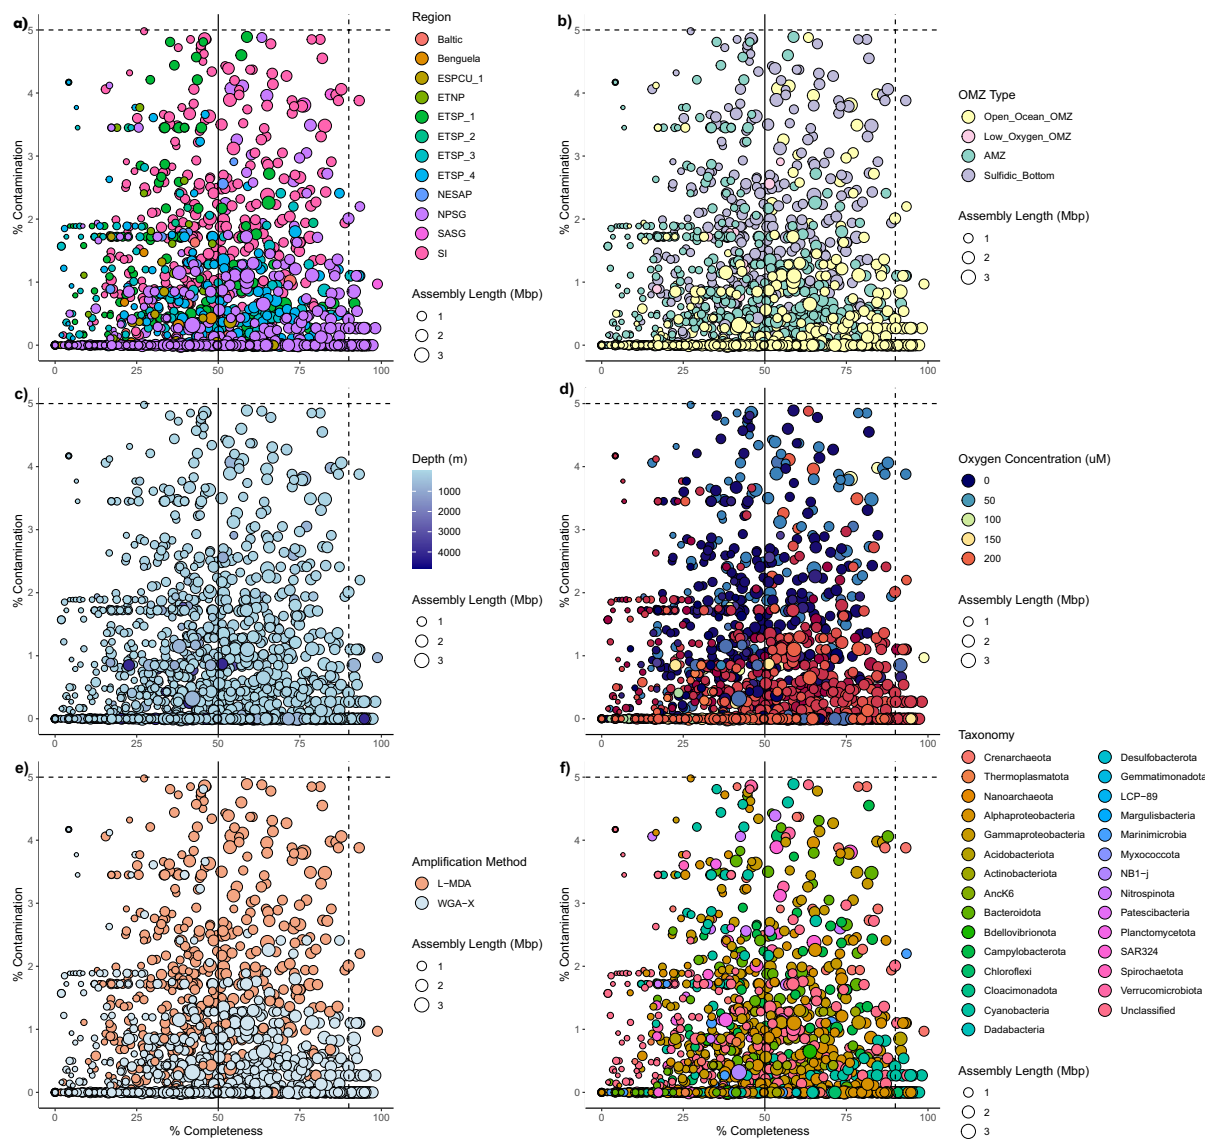 a)
% Contamination
5
4
3
2
1
0
0
25
50
75
100
Region
Baltic
Benguela
ESPCU_1
ETNP
ETSP_1
ETSP_2
ETSP_3
ETSP_4
NESAP
NPSG
SASG
SI
Assembly Length (Mbp)
1
2
3
b)
% Contamination
5
4
3
2
1
0
0
25
50
75
100
OMZ Type
Open_Ocean_OMZ
Low_Oxygen_OMZ
AMZ
Sulfidic_Bottom
Assembly Length (Mbp)
1
2
3
c)
% Contamination
5
4
3
2
1
0
0
25
50
75
100
Depth (m)
1000
2000
3000
4000
Assembly Length (Mbp)
1
2
3
d)
% Contamination
5
4
3
2
1
0
0
25
50
75
100
Oxygen Concentration (uM)
0
50
100
150
200
Assembly Length (Mbp)
1
2
3
e)
% Contamination
5
4
3
2
1
0
0
25
50
75
100
% Completeness
Amplification Method
L−MDA
WGA−X
Assembly Length (Mbp)
1
2
3
f)
% Contamination
5
4
3
2
1
0
0
25
50
75
100
% Completeness
Taxonomy
Crenarchaeota
Thermoplasmatota
Nanoarchaeota
Alphaproteobacteria
Gammaproteobacteria
Acidobacteriota
Actinobacteriota
AncK6
Bacteroidota
Bdellovibrionota
Campylobacterota
Chloroflexi
Cloacimonadota
Cyanobacteria
Dadabacteria
Desulfobacterota
Gemmatimonadota
LCP−89
Margulisbacteria
Marinimicrobia
Myxococcota
NB1−j
Nitrospinota
Patescibacteria
Planctomycetota
SAR324
Spirochaetota
Verrucomicrobiota
Unclassified
Assembly Length (Mbp)
1
2
3